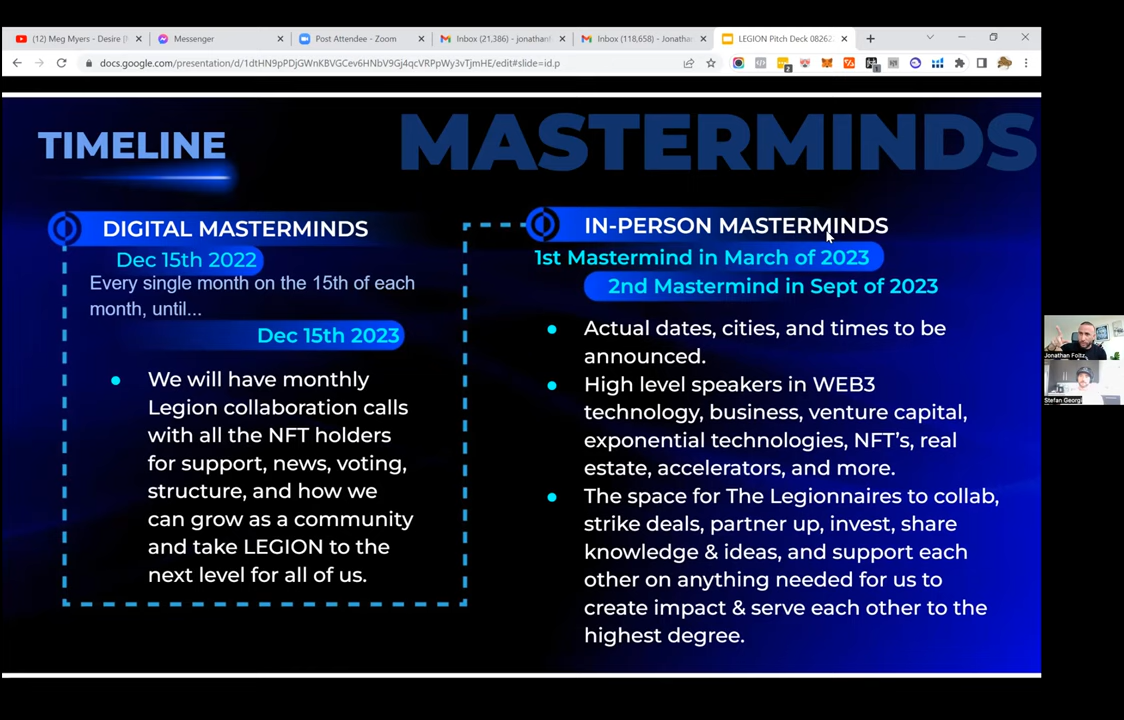 (12) Meg Myers - Desire [
Messenger
Post Attendee - Zoom
Inbox (21,386) - jonathanf
Inbox (118,658) - Jonathan
LEGION Pitch Deck 08262
docs.google.com/presentation/d/1dtHN9pPDjGWnKBVGCev6HNbV9Gj4qcVRPpWy3vTjmHE/edit#slide=id.p
TIMELINE
MASTERMINDS
DIGITAL MASTERMINDS
Dec 15th 2022
Every single month on the 15th of each
month, until...
Dec 15th 2023
We will have monthly
Legion collaboration calls
with all the NFT holders
for support, news, voting,
structure, and how we
can grow as a community
and take LEGION to the
next level for all of us.
IN-PERSON MASTERMINDS
1st Mastermind in March of 2023
2nd Mastermind in Sept of 2023
Actual dates, cities, and times to be
announced.
High level speakers in WEB3
technology, business, venture capital,
exponential technologies, NFT's, real
estate, accelerators, and more.
The space for The Legionnaires to collab,
strike deals, partner up, invest, share
knowledge & ideas, and support each
other on anything needed for us to
create impact & serve each other to the
highest degree.
Jonathan Foltz
Stefan Georgi